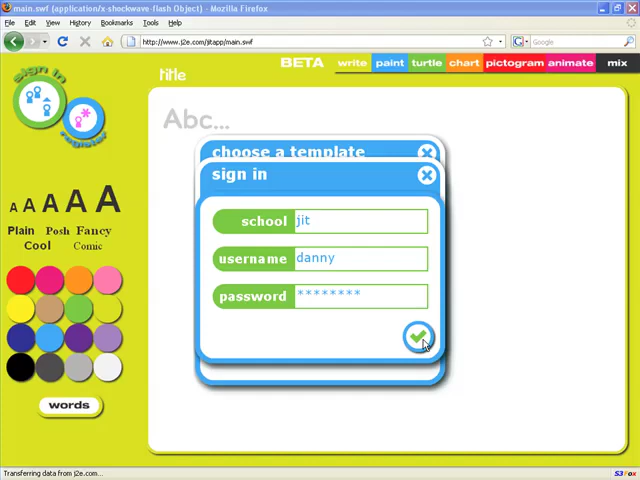 main.swf (application/x-shockwave-flash Object) - Mozilla Firefox
File Edit View History Bookmarks Tools Help
http://www.j2e.com/jitapp/main.swf
Google
BETA write paint turtle chart pictogram animate mix
sign in
register
title
Abc...
choose a template
sign in
school jit
username danny
password ********
A A A A A
Plain Posh Fancy
Cool Comic
words
Transferring data from j2e.com...
S3Fox